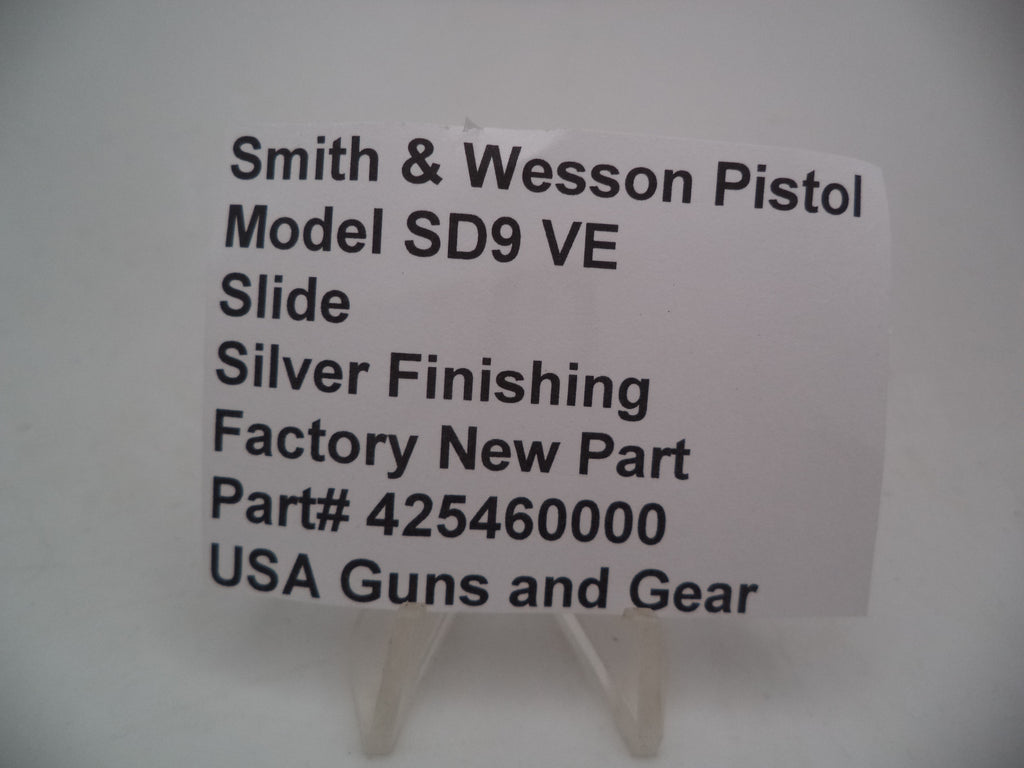 Smith & Wesson Pistol
Model SD9 VE
Slide
Silver Finishing
Factory New Part
Part# 425460000
USA Guns and Gear